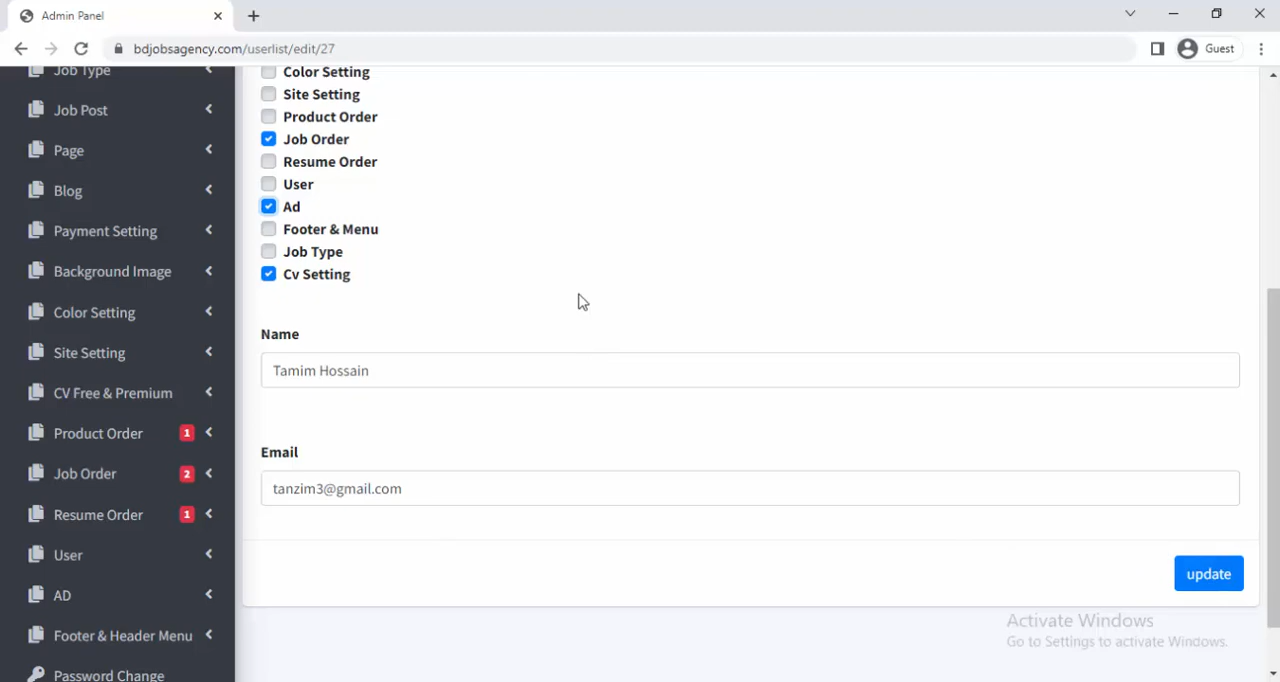 Admin Panel
bdjobsagency.com/userlist/edit/27
Guest
Job Type
Job Post
Page
Blog
Payment Setting
Background Image
Color Setting
Site Setting
CV Free & Premium
Product Order 1
Job Order 2
Resume Order 1
User
AD
Footer & Header Menu
Password Change
Color Setting
Site Setting
Product Order
Job Order
Resume Order
User
Ad
Footer & Menu
Job Type
Cv Setting
Name
Tamim Hossain
Email
tanzim3@gmail.com
update
Activate Windows
Go to Settings to activate Windows.